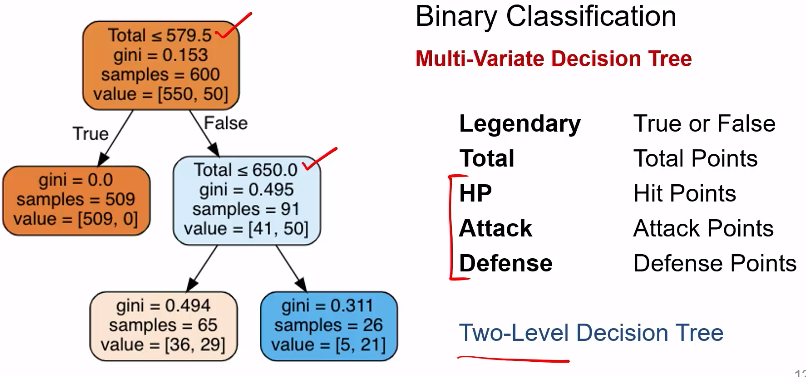 Total ≤ 579.5
gini = 0.153
samples = 600
value = [550, 50]
True
False
gini = 0.0
samples = 509
value = [509, 0]
Total ≤ 650.0
gini = 0.495
samples = 91
value = [41, 50]
gini = 0.494
samples = 65
value = [36, 29]
gini = 0.311
samples = 26
value = [5, 21]
Binary Classification
Multi-Variate Decision Tree
Legendary True or False
Total Total Points
HP Hit Points
Attack Attack Points
Defense Defense Points
Two-Level Decision Tree